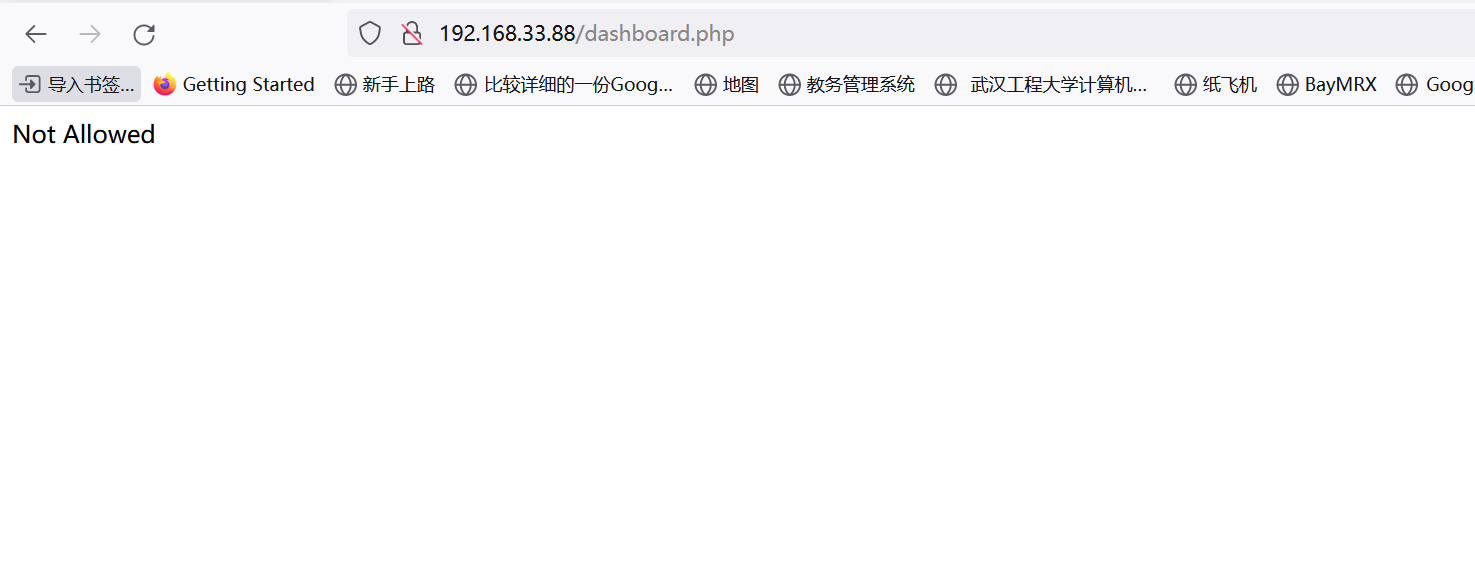 192.168.33.88/dashboard.php
导入书签... Getting Started 新手上路 比较详细的一份Goog... 地图 教务管理系统 武汉工程大学计算机... 纸飞机 BayMRX Goog
Not Allowed